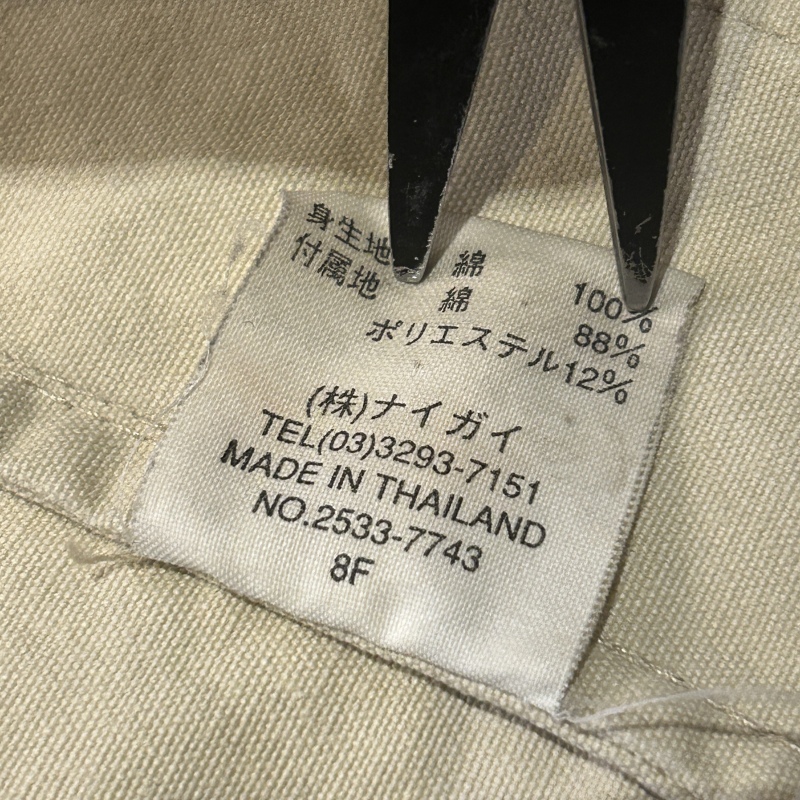 身生地 綿 100%
付属地 綿 88%
ポリエステル12%
(株)ナイガイ
TEL(03)3293-7151
MADE IN THAILAND
NO.2533-7743
8F